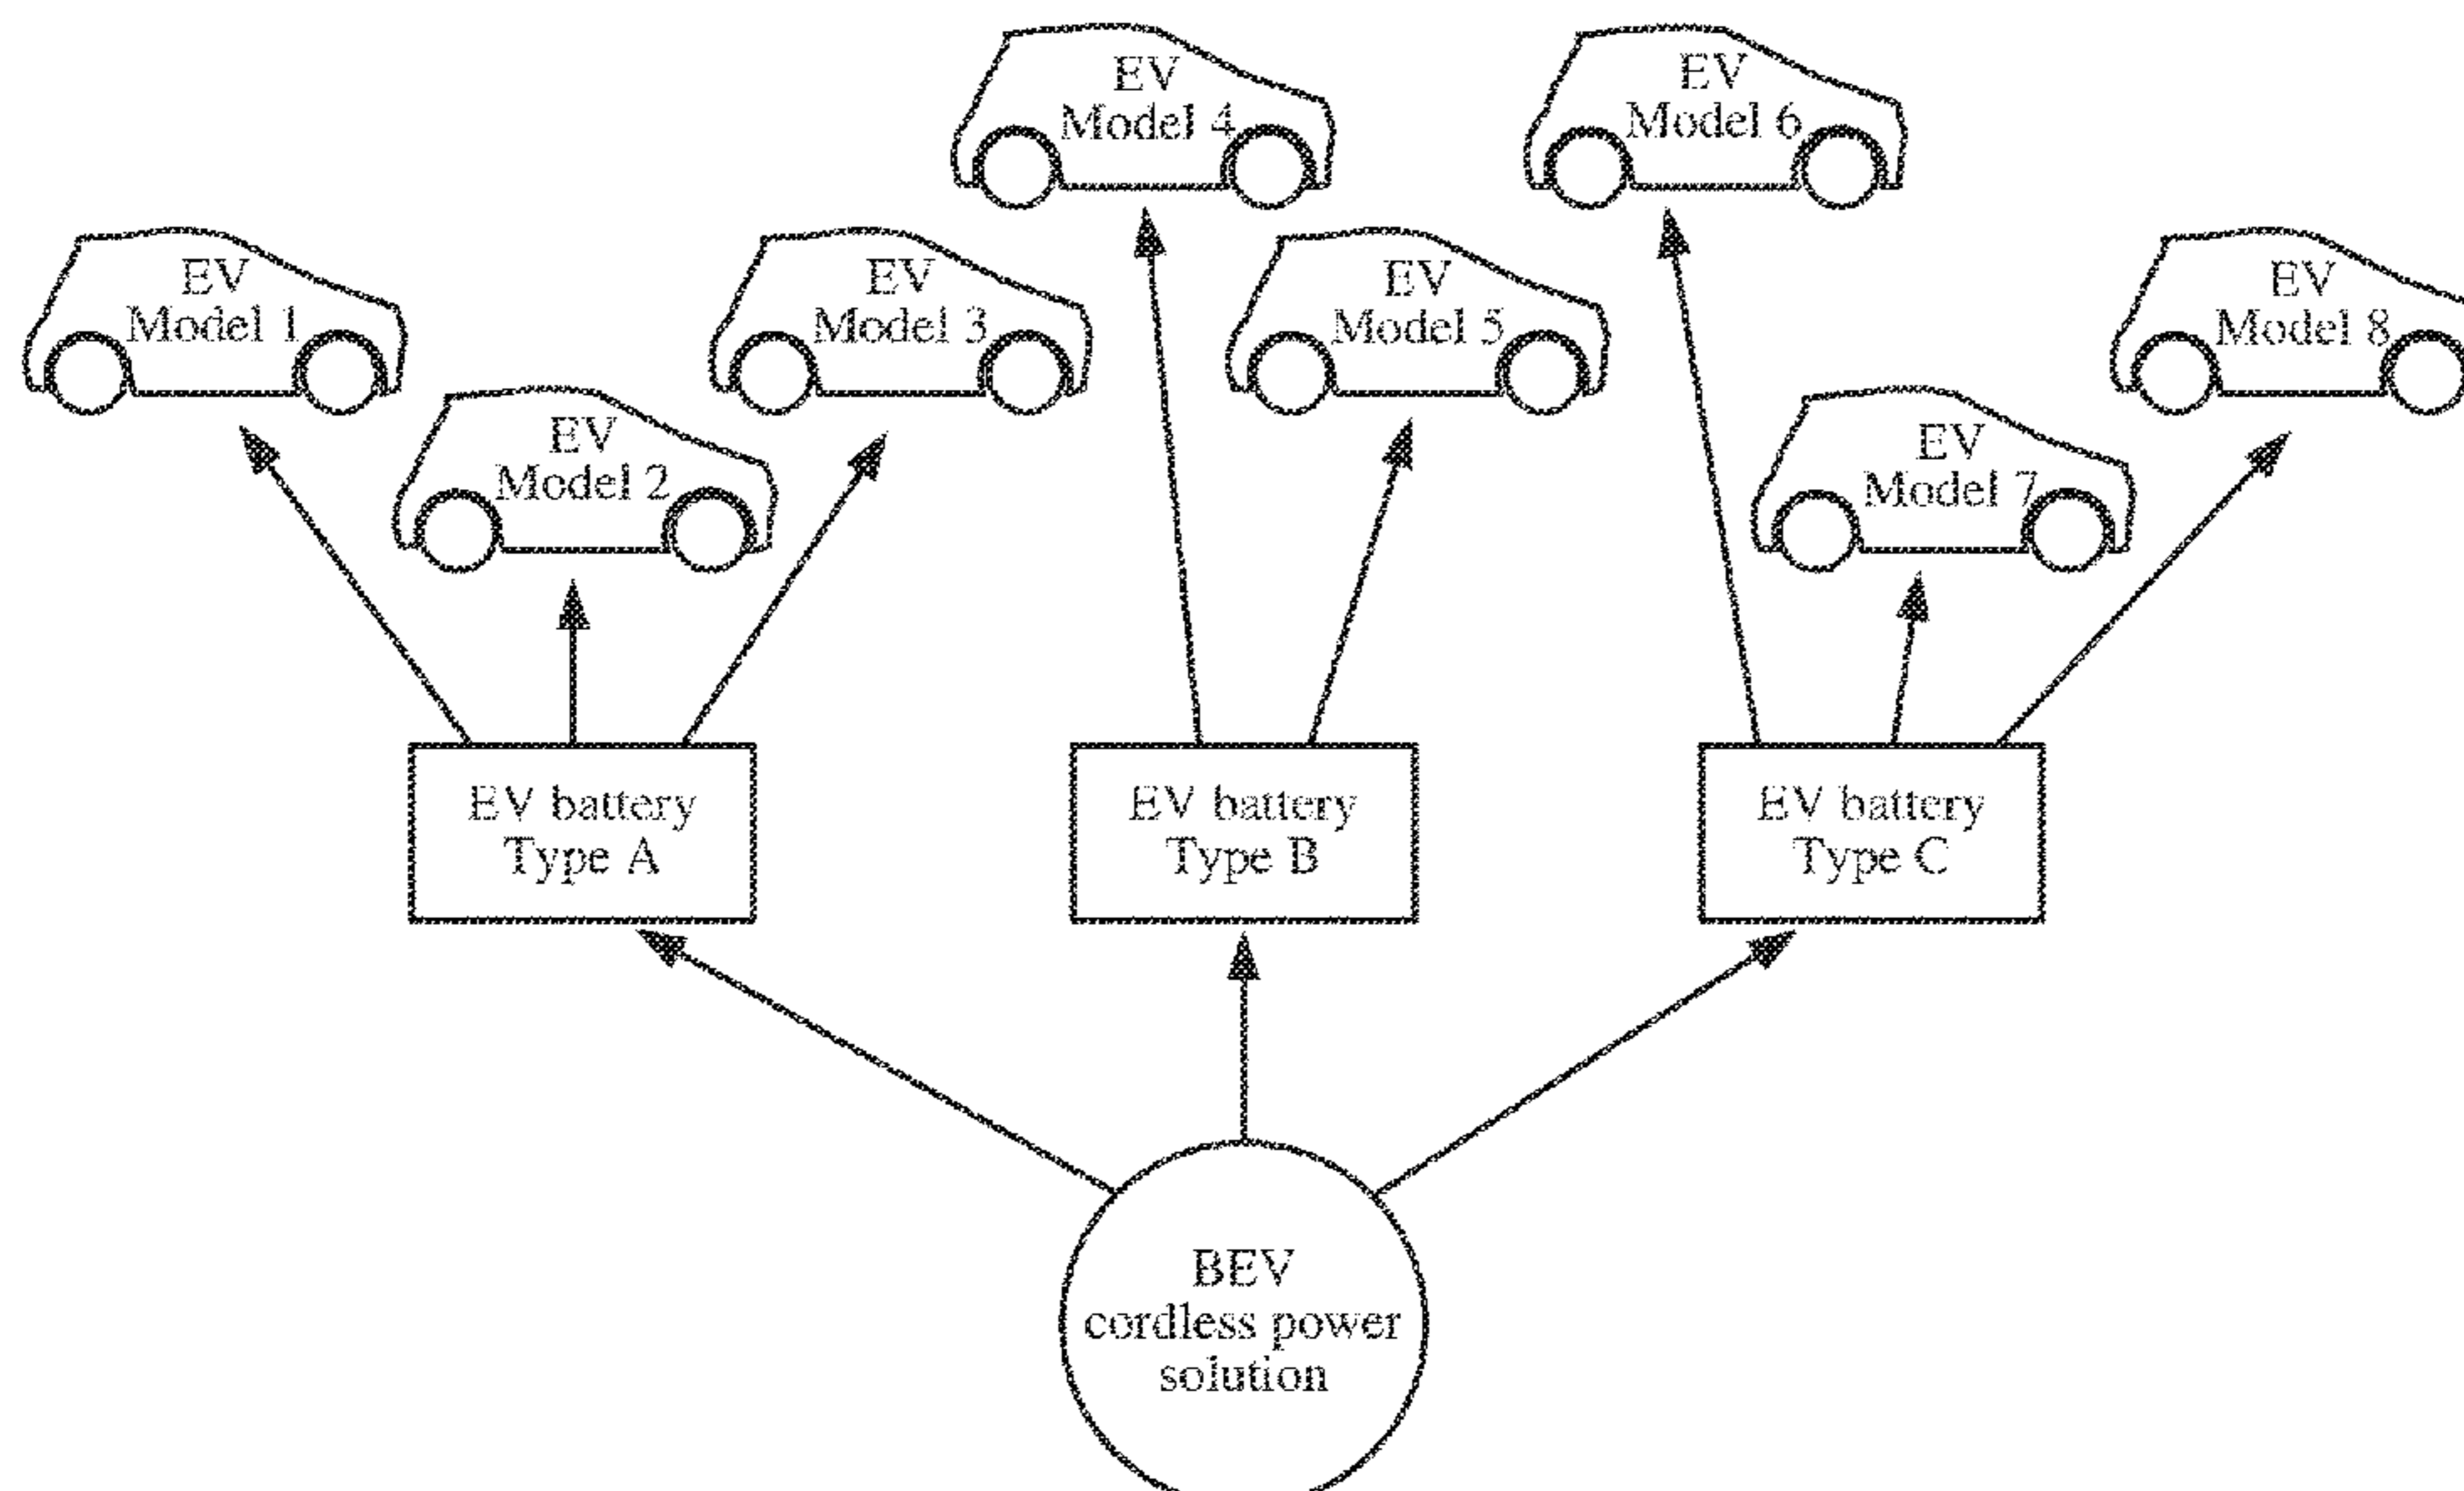 EV
Model 4
EV
Model 6
EV
Model 1
EV
Model 3
EV
Model 5
EV
Model 8
EV
Model 2
EV
Model 7
EV battery
Type A
EV battery
Type B
EV battery
Type C
BEV
cordless power
solution